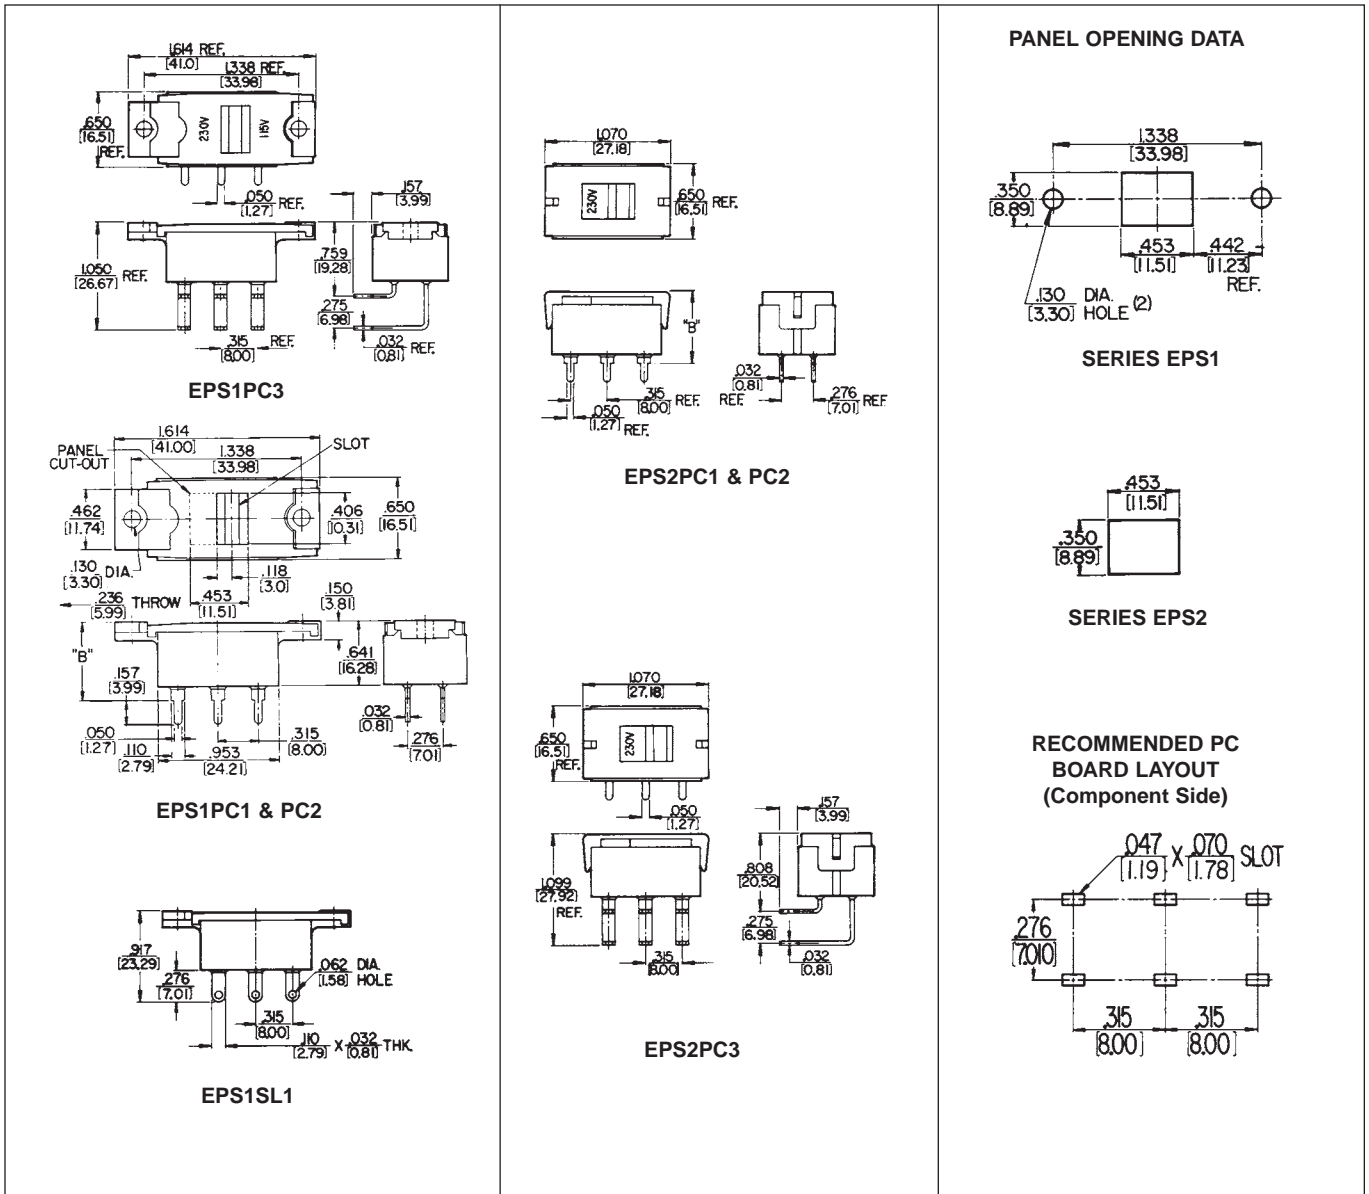 1.614 REF.
[41.0]
1.338 REF.
[33.98]
.650
[16.51]
REF.
230V
115V
.050 REF.
[1.27]
.157
[3.99]
1.050 REF.
[26.67]
.759
[19.28]
.275
[6.98]
.315 REF.
[8.00]
.032 REF.
[0.81]
EPS1PC3
1.614
[41.00]
SLOT
PANEL
CUT-OUT
1.338
[33.98]
.462
[11.74]
.406
[10.31]
.650
[16.51]
.130 DIA.
[3.30]
.118
[3.0]
.236 THROW
[5.99]
.453
[11.51]
.150
[3.81]
"B"
.157
[3.99]
.641
[16.28]
.050
[1.27]
.110
[2.79]
.953
[24.21]
.315
[8.00]
.032
[0.81]
.276
[7.01]
EPS1PC1 & PC2
.917
[23.29]
.276
[7.01]
.062 DIA.
[1.58] HOLE
.315
[8.00]
.110 X .032 THK.
[2.79] [0.81]
EPS1SL1
1.070
[27.18]
.650 REF.
[16.51]
230V
"B"
.032
[0.81]
REF.
.315 REF.
[8.00]
.050
[1.27] REF.
.276 REF.
[7.01]
EPS2PC1 & PC2
1.070
[27.18]
.650
[16.51]
REF.
230V
.050
[1.27]
.157
[3.99]
1.099
[27.92]
REF.
.808
[20.52]
.275
[6.98]
.315
[8.00]
.032
[0.81]
EPS2PC3
PANEL OPENING DATA
1.338
[33.98]
.350
[8.89]
.453
[11.51]
.442
[11.23]
REF.
.130 DIA. (2)
[3.30] HOLE
SERIES EPS1
.453
[11.51]
.350
[8.89]
SERIES EPS2
RECOMMENDED PC
BOARD LAYOUT
(Component Side)
.047 X .070 SLOT
[1.19] [1.78]
.276
[7.010]
.315
[8.00]
.315
[8.00]